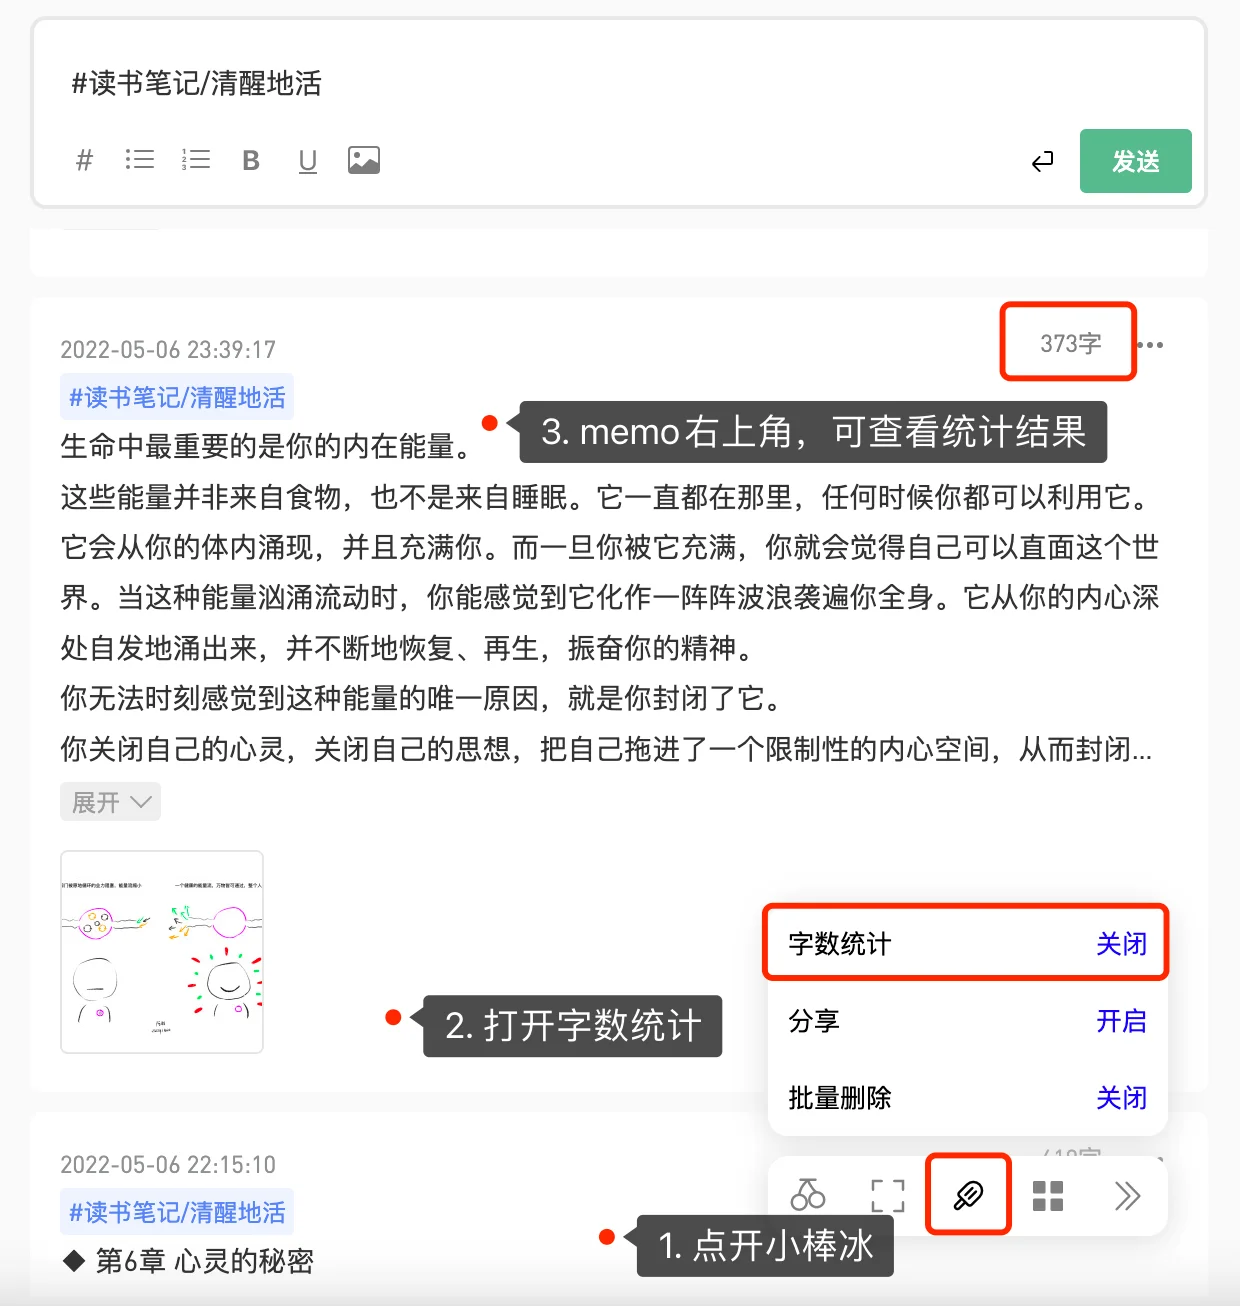 #读书笔记/清醒地活
# B U
发送
2022-05-06 23:39:17
373字
#读书笔记/清醒地活
3. memo右上角，可查看统计结果
生命中最重要的是你的内在能量。
这些能量并非来自食物，也不是来自睡眠。它一直都在那里，任何时候你都可以利用它。
它会从你的体内涌现，并且充满你。而一旦你被它充满，你就会觉得自己可以直面这个世
界。当这种能量汹涌流动时，你能感觉到它化作一阵阵波浪袭遍你全身。它从你的内心深
处自发地涌出来，并不断地恢复、再生，振奋你的精神。
你无法时刻感觉到这种能量的唯一原因，就是你封闭了它。
你关闭自己的心灵，关闭自己的思想，把自己拖进了一个限制性的内心空间，从而封闭...
展开
字数统计 关闭
2. 打开字数统计
分享 开启
批量删除 关闭
2022-05-06 22:15:10
#读书笔记/清醒地活
1. 点开小棒冰
◆ 第6章 心灵的秘密